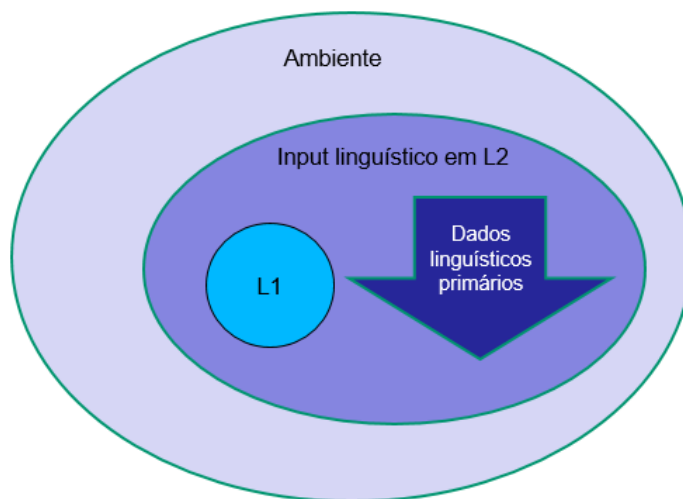 Ambiente
Input linguístico em L2
Dados
linguísticos
primários
L1